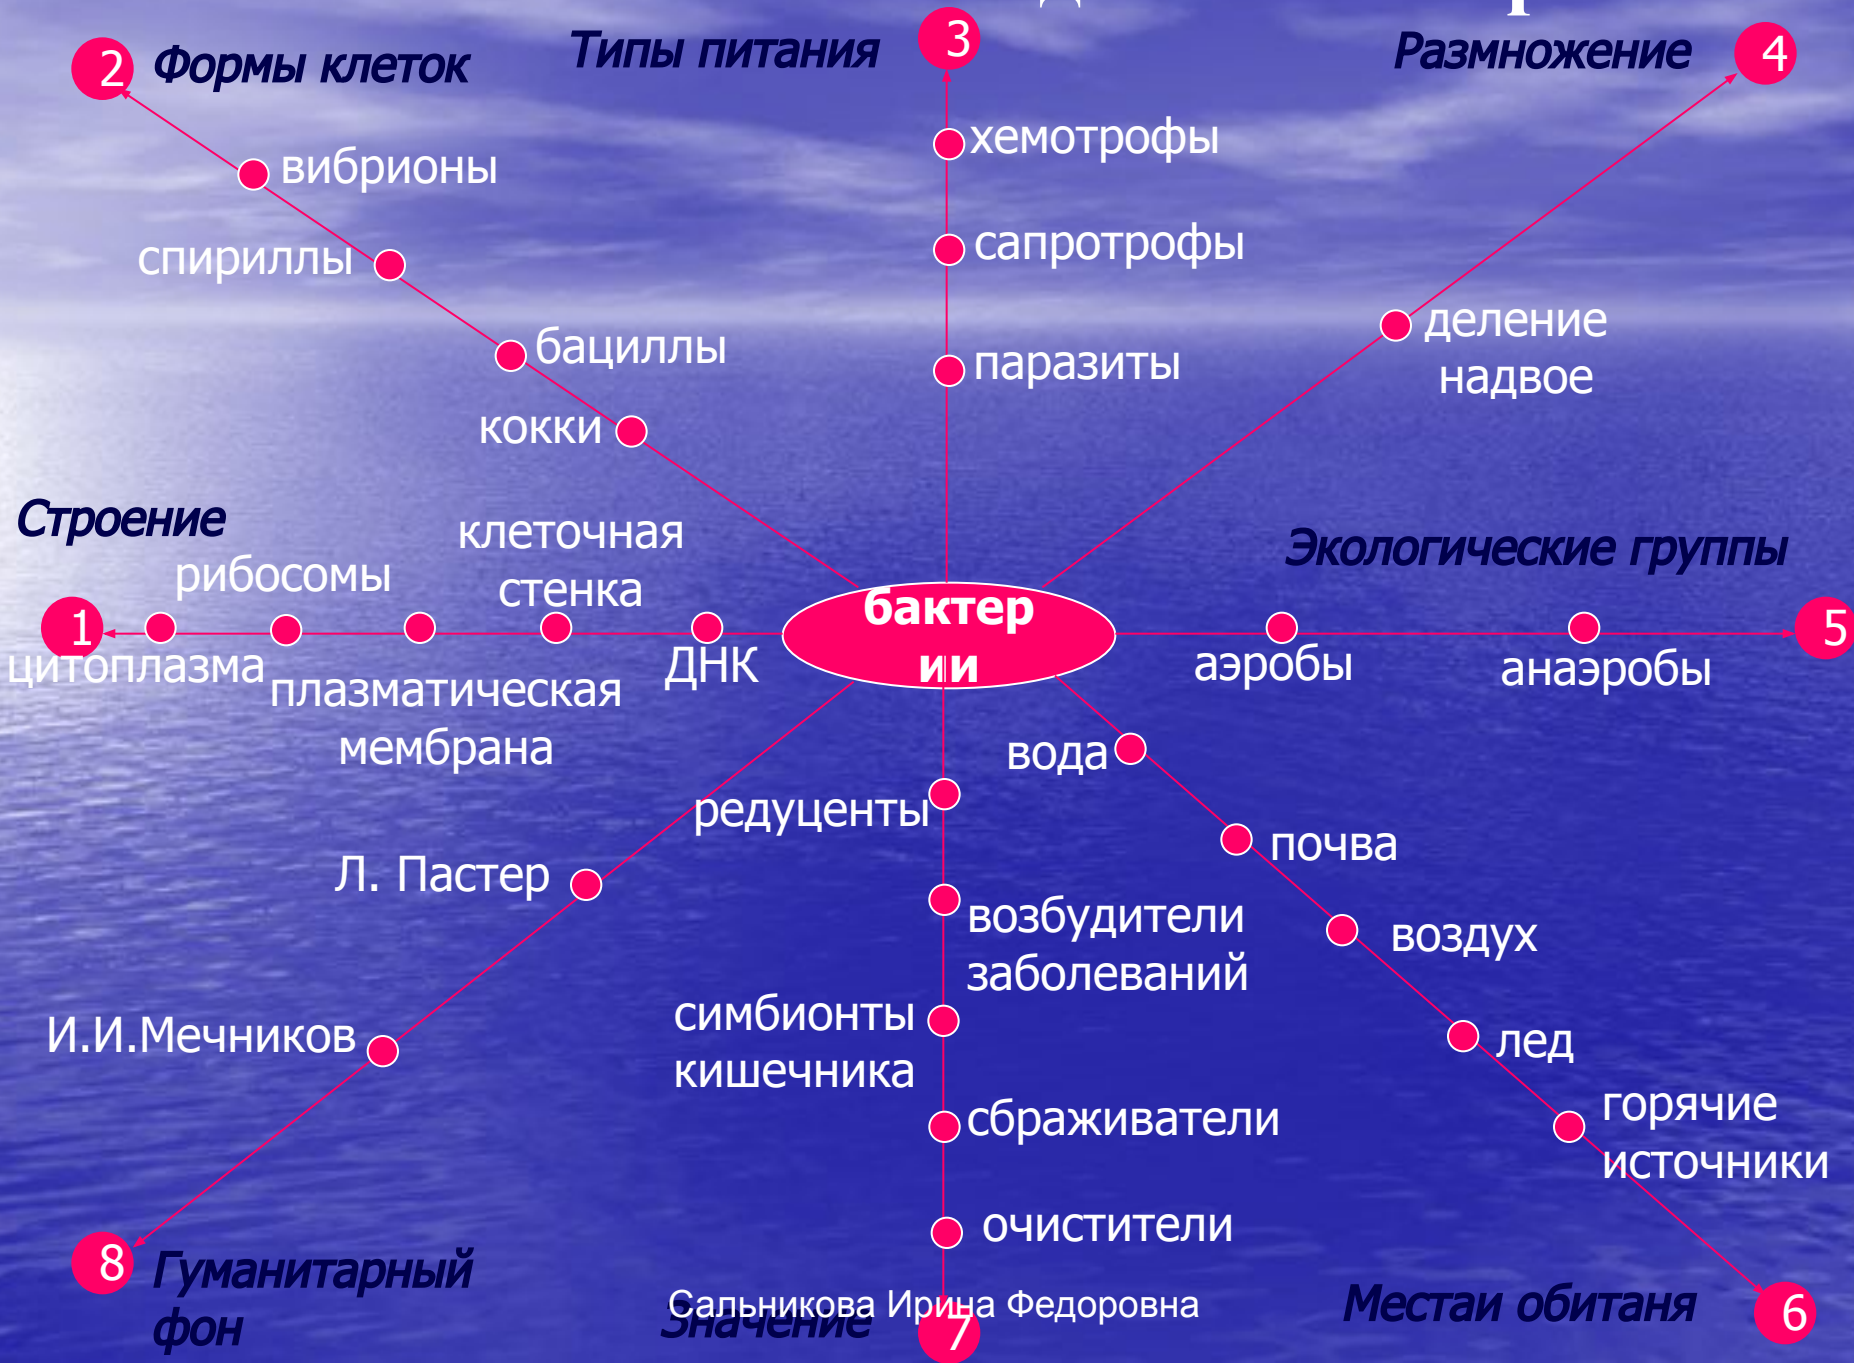 2
Формы клеток
Типы питания
3
Размножение
4
вибрионы
спириллы
бациллы
кокки
хемотрофы
сапротрофы
паразиты
деление
надвое
Строение
1
цитоплазма
рибосомы
плазматическая
мембрана
клеточная
стенка
ДНК
бактер
ии
Экологические группы
аэробы
анаэробы
5
вода
почва
воздух
лед
горячие
источники
Местаи обитаня
6
редуценты
возбудители
заболеваний
симбионты
кишечника
сбраживатели
очистители
Значение
7
Л. Пастер
И.И.Мечников
8
Гуманитарный
фон
Сальникова Ирина Федоровна